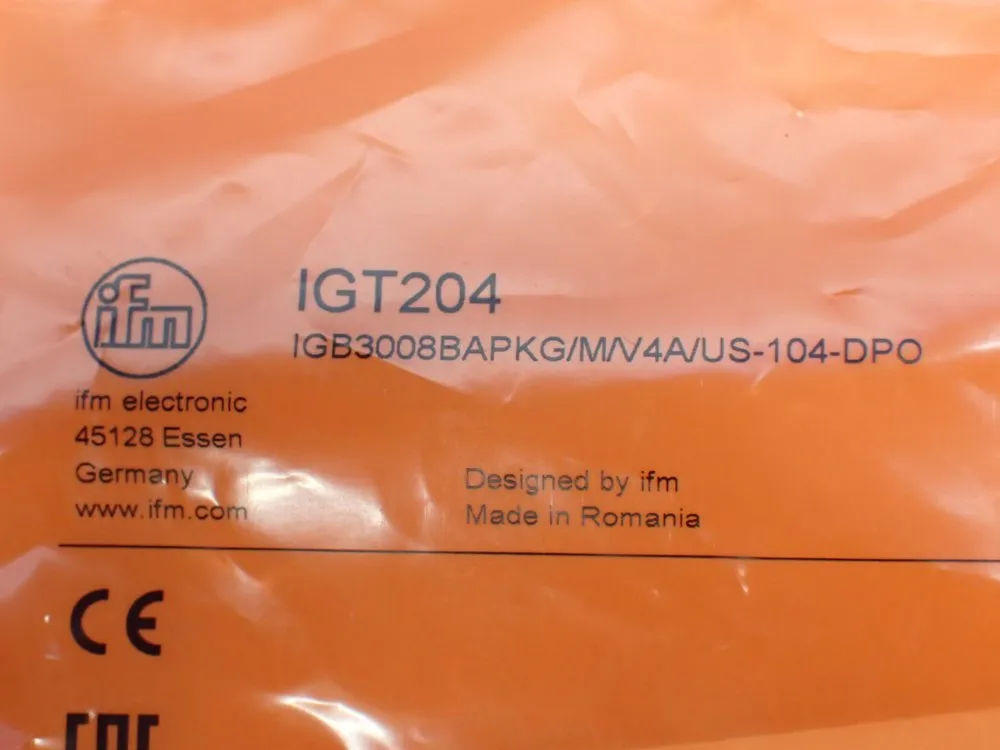 ifm
IGT204
IGB3008BAPKG/M/V4A/US-104-DPO
ifm electronic
45128 Essen
Germany
www.ifm.com
Designed by ifm
Made in Romania
CE
EAC